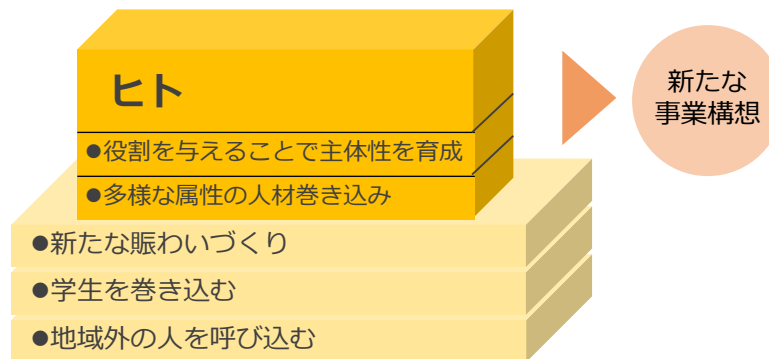 ヒト
●役割を与えることで主体性を育成
●多様な属性の人材巻き込み
●新たな賑わいづくり
●学生を巻き込む
●地域外の人を呼び込む
新たな
事業構想